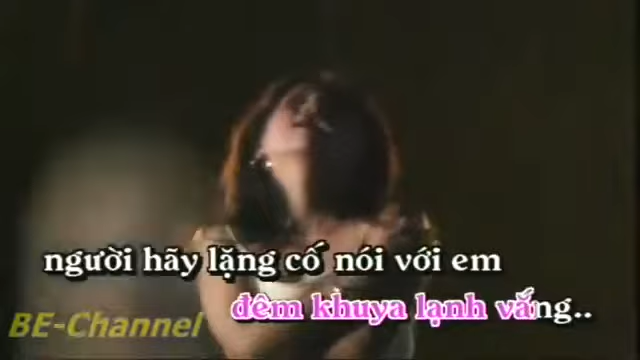 người hãy lặng cố nói với em
đêm khuya lạnh vắng..
BE-Channel